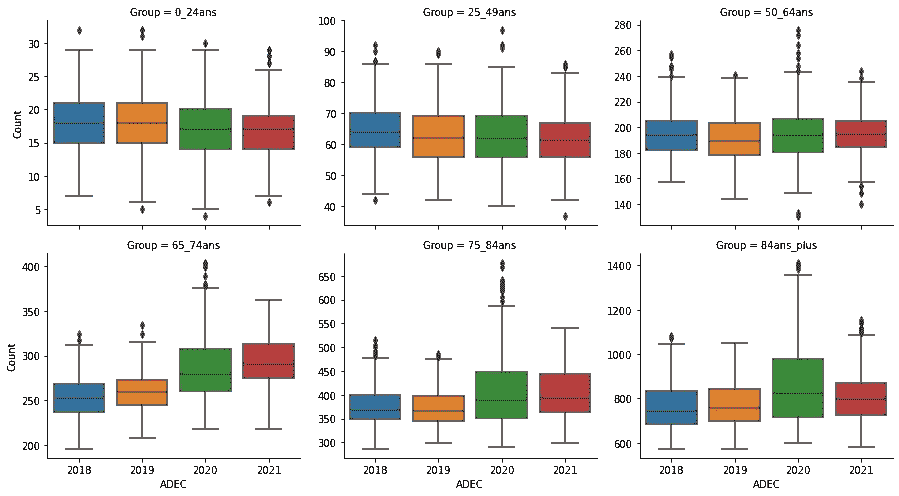 Group = 0_24ans
Group = 25_49ans
Group = 50_64ans
Count
30
25
20
15
10
5
100
90
80
70
60
50
40
280
260
240
220
200
180
160
140
Group = 65_74ans
Group = 75_84ans
Group = 84ans_plus
Count
400
350
300
250
200
650
600
550
500
450
400
350
300
1400
1200
1000
800
600
2018 2019 2020 2021
2018 2019 2020 2021
2018 2019 2020 2021
ADEC
ADEC
ADEC